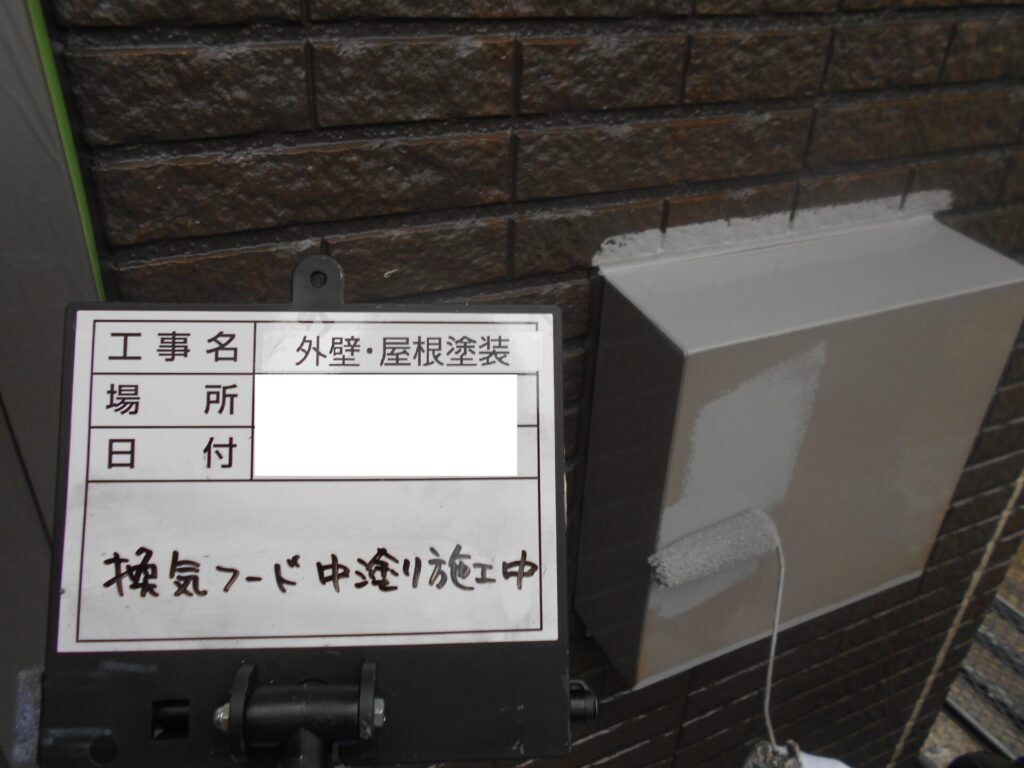 工事名 外壁・屋根塗装
場所
日付
換気フード中塗り施工中